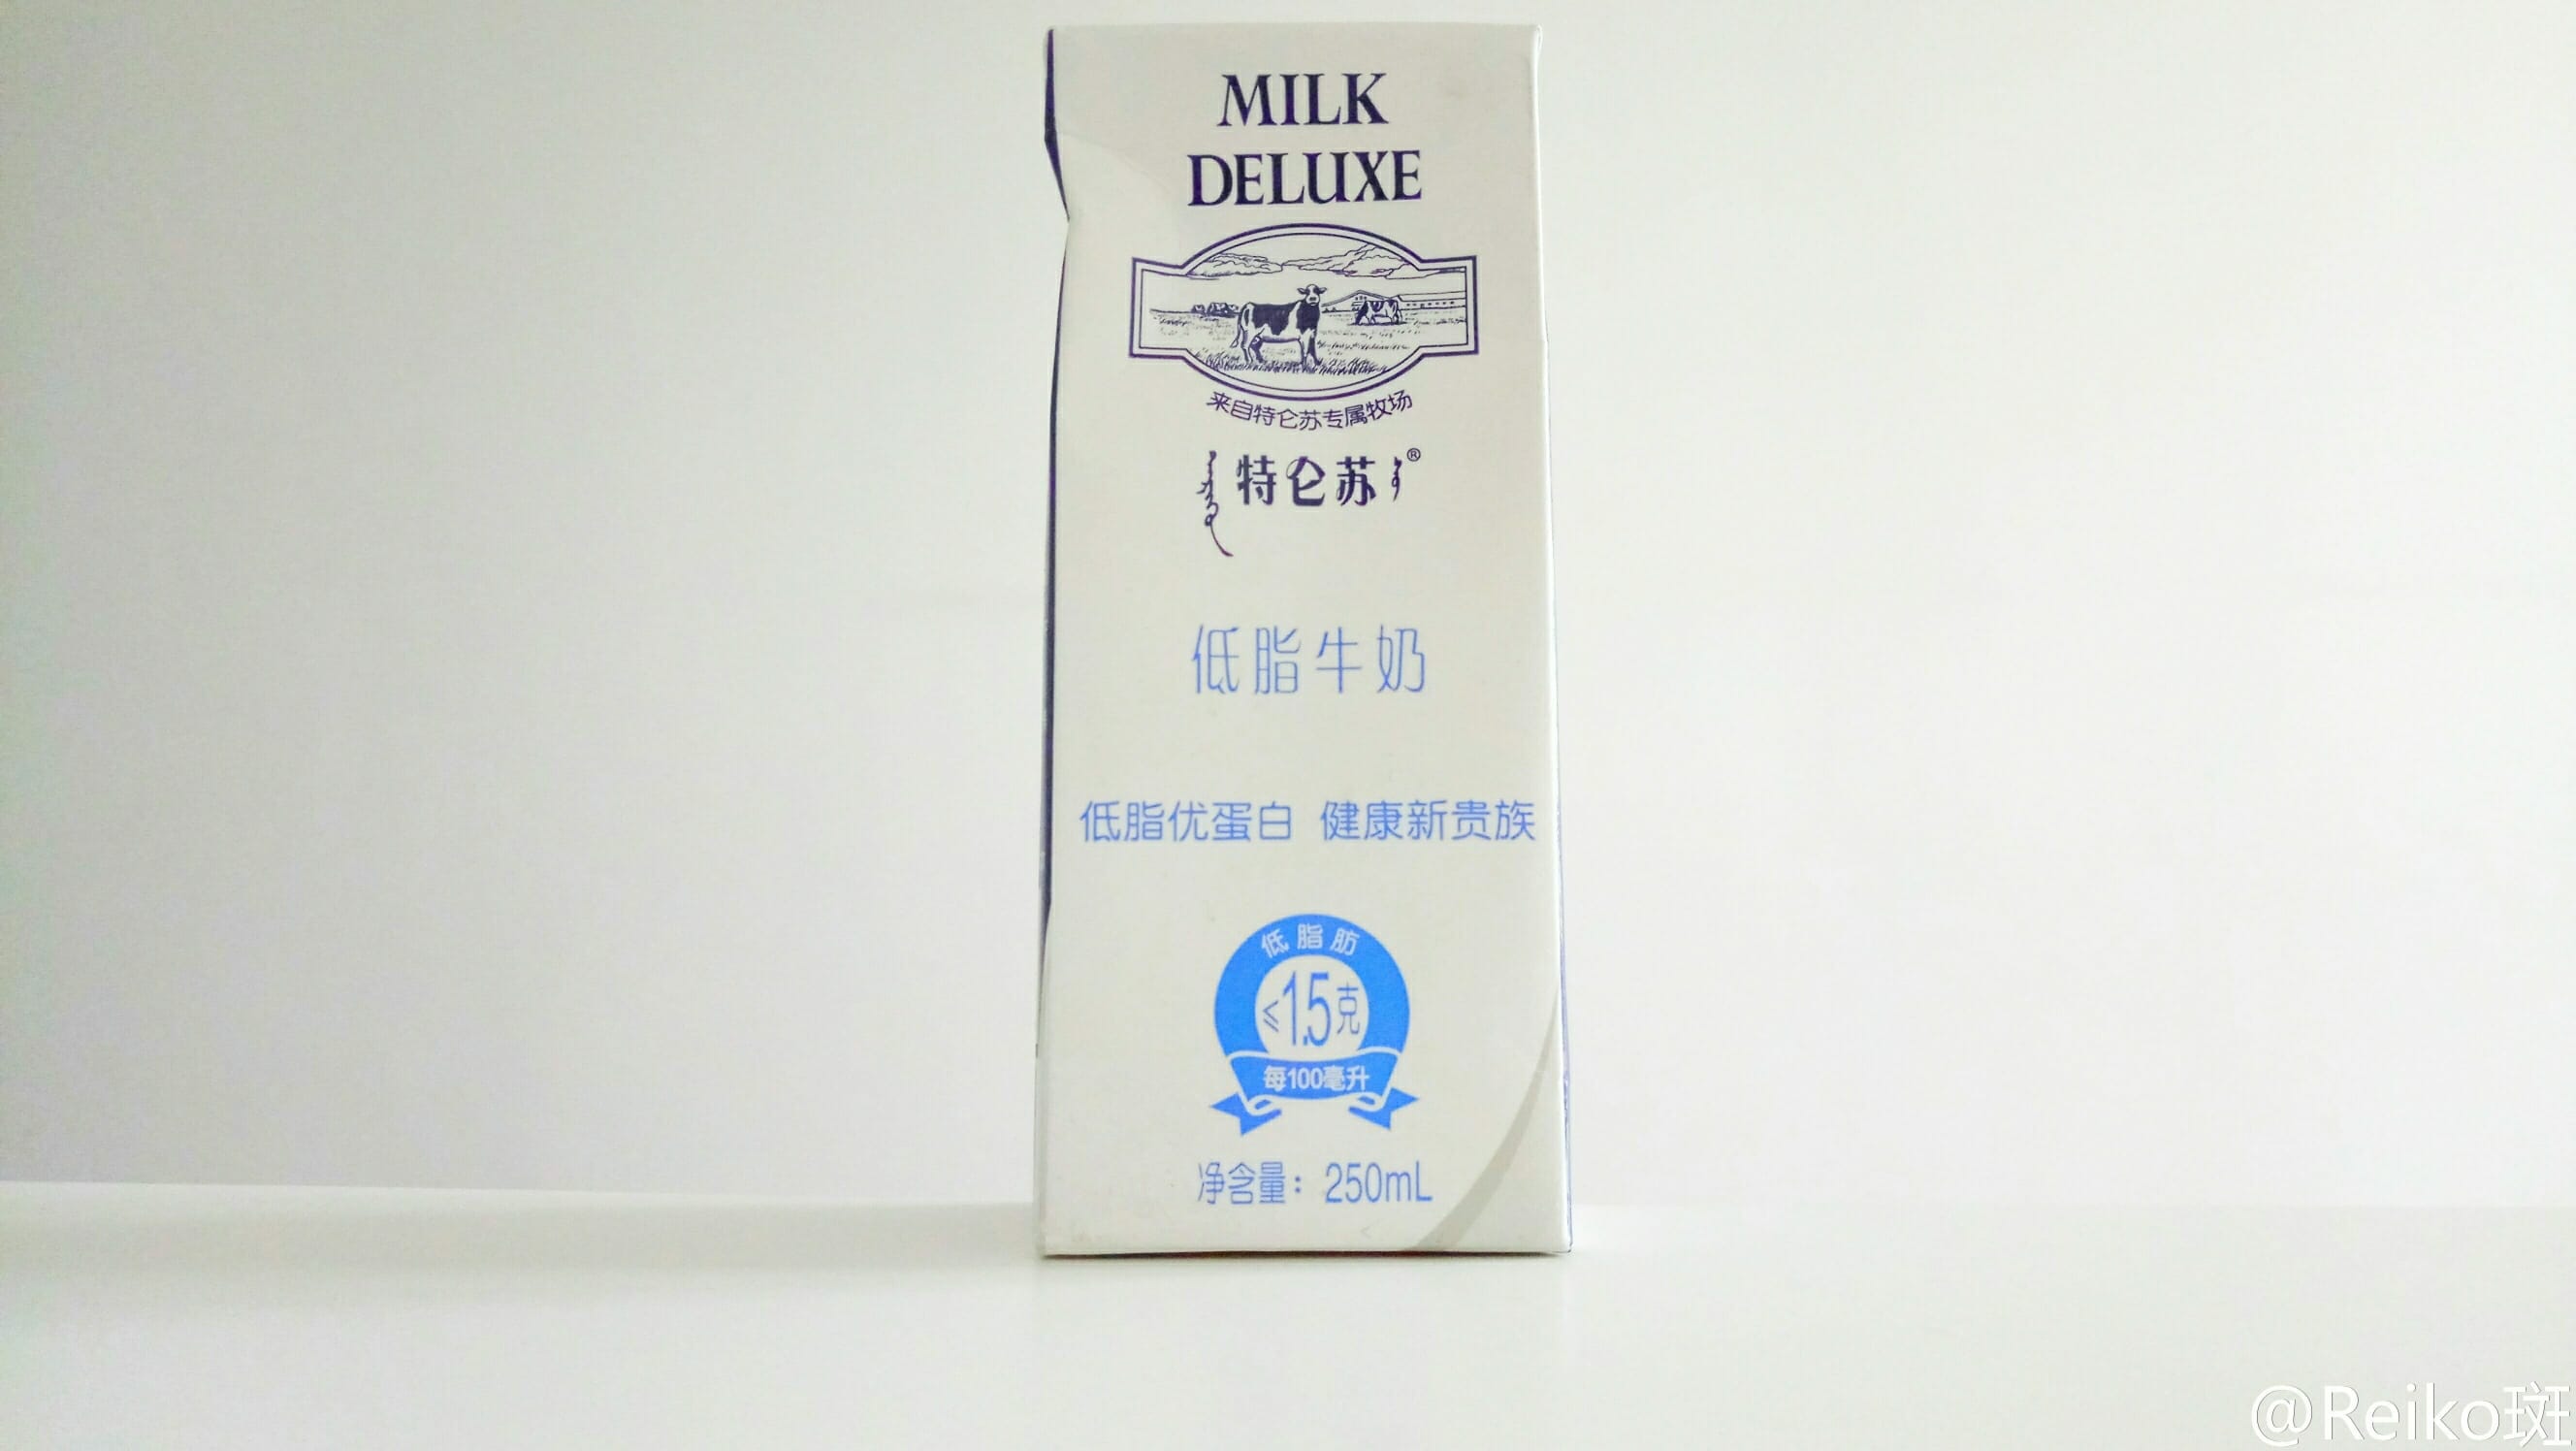 MILK
DELUXE
来自特仑苏专属牧场
特仑苏®
低脂牛奶
低脂优蛋白 健康新贵族
低脂肪
≤1.5克
每100毫升
净含量：250mL
@Reiko斑